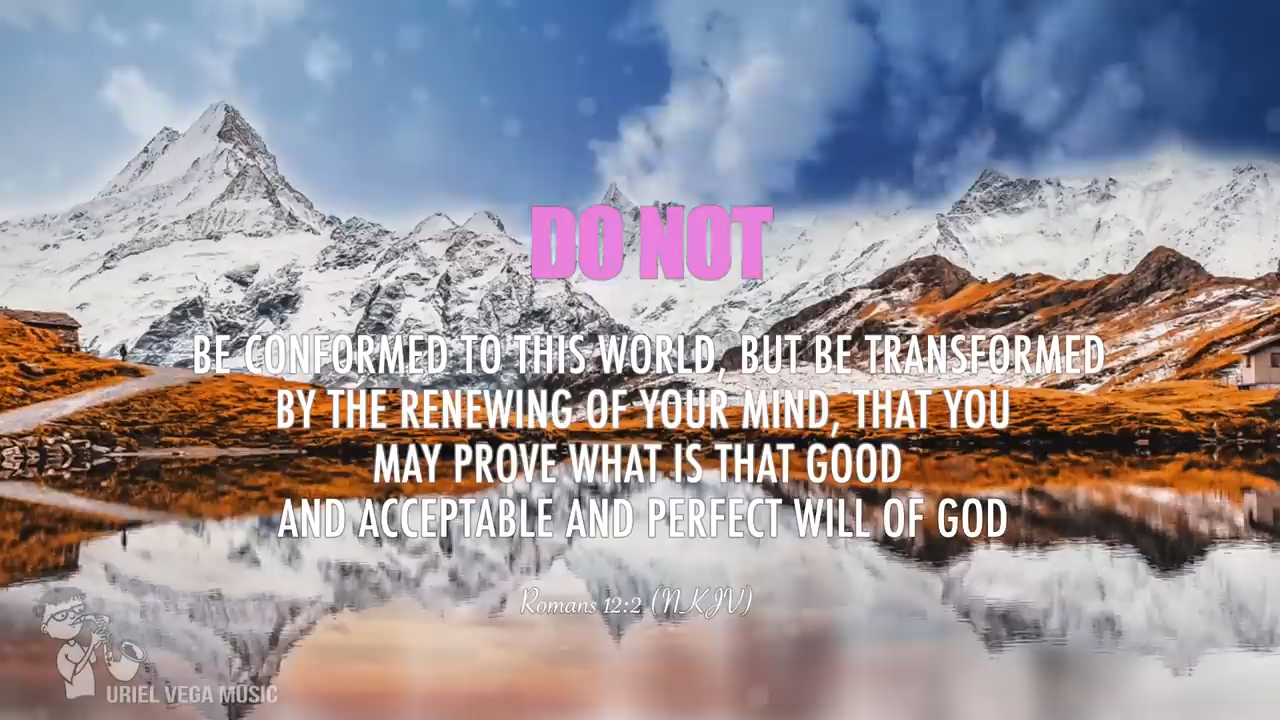 DO NOT
BE CONFORMED TO THIS WORLD, BUT BE TRANSFORMED
BY THE RENEWING OF YOUR MIND, THAT YOU
MAY PROVE WHAT IS THAT GOOD
AND ACCEPTABLE AND PERFECT WILL OF GOD
Romans 12:2 (NKJV)
URIEL VEGA MUSIC